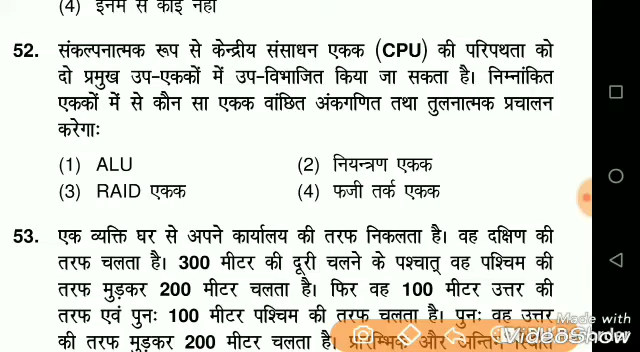 (4) इनमें से कोई नहीं
52. संकल्पनात्मक रूप से केन्द्रीय संसाधन एकक (CPU) की परिपथता को
दो प्रमुख उप-एककों में उप-विभाजित किया जा सकता है। निम्नांकित
एककों में से कौन सा एकक वांछित अंकगणित तथा तुलनात्मक प्रचालन
करेगाः
(1) ALU (2) नियन्त्रण एकक
(3) RAID एकक (4) फजी तर्क एकक
53. एक व्यक्ति घर से अपने कार्यालय की तरफ निकलता है। वह दक्षिण की
तरफ चलता है। 300 मीटर की दूरी चलने के पश्चात् वह पश्चिम की
तरफ मुड़कर 200 मीटर चलता है। फिर वह 100 मीटर उत्तर की
तरफ एवं पुनः 100 मीटर पश्चिम की तरफ चलता है। पुनः वह उत्तर
की तरफ मुड़कर 200 मीटर चलता है। प्रारम्भिक और अन्तिम
Made with
VideoShow